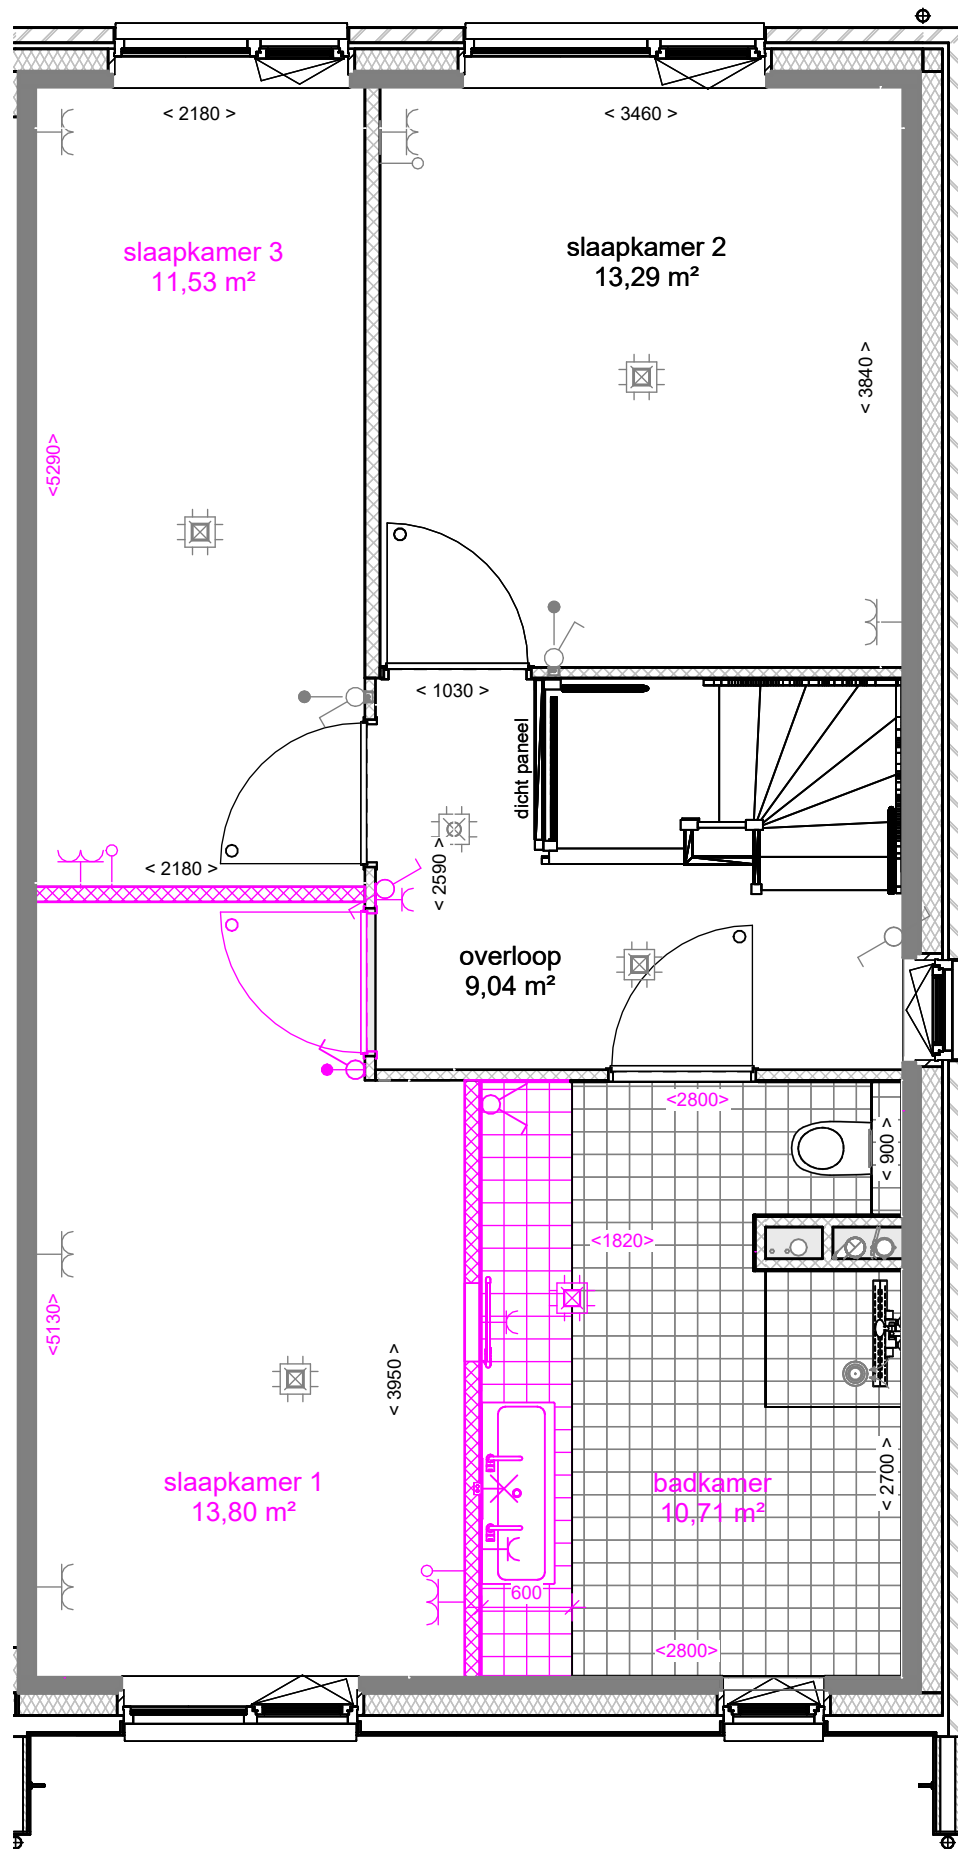 < 2180 >
< 3460 >
slaapkamer 3
11,53 m²
slaapkamer 2
13,29 m²
< 3840 >
<5290>
< 1030 >
dicht paneel
< 2590 >
< 2180 >
overloop
9,04 m²
<2800>
< 900 >
<1820>
<5130>
< 3950 >
slaapkamer 1
13,80 m²
badkamer
10,71 m²
< 2700 >
600
<2800>